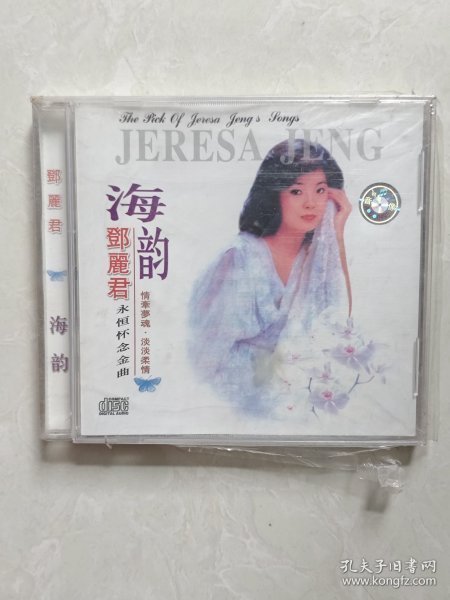 The Pick Of Jeresa Jeng's Songs
JERESA JENG
海韵
鄧麗君
永恒怀念金曲
情牽夢魂·淡淡柔情
COMPACT
disc
DIGITAL AUDIO
鄧麗君
海韵
孔夫子旧书网
www.kongfz.com